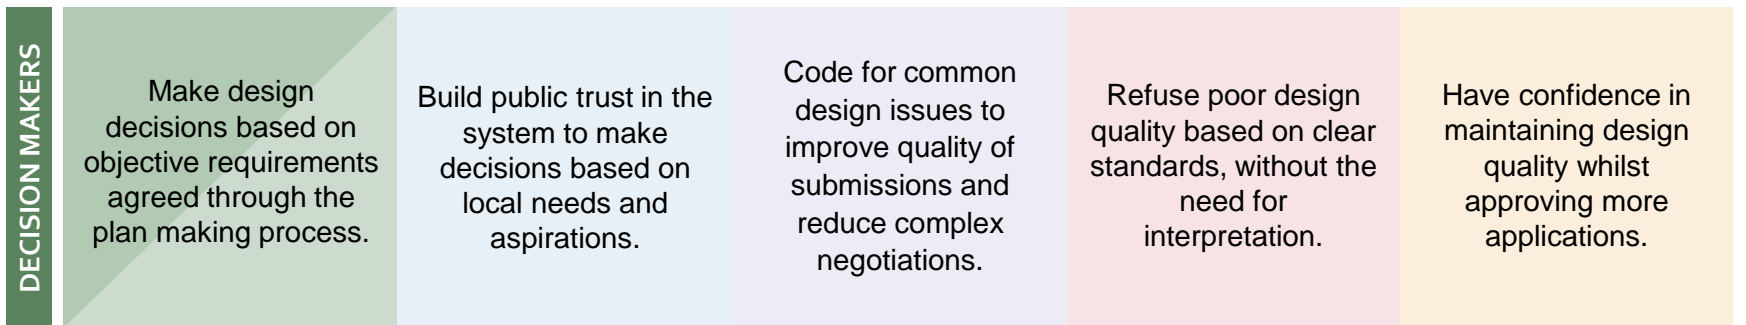 DECISION MAKERS
Make design
decisions based on
objective requirements
agreed through the
plan making process.
Build public trust in the
system to make
decisions based on
local needs and
aspirations.
Code for common
design issues to
improve quality of
submissions and
reduce complex
negotiations.
Refuse poor design
quality based on clear
standards, without the
need for
interpretation.
Have confidence in
maintaining design
quality whilst
approving more
applications.